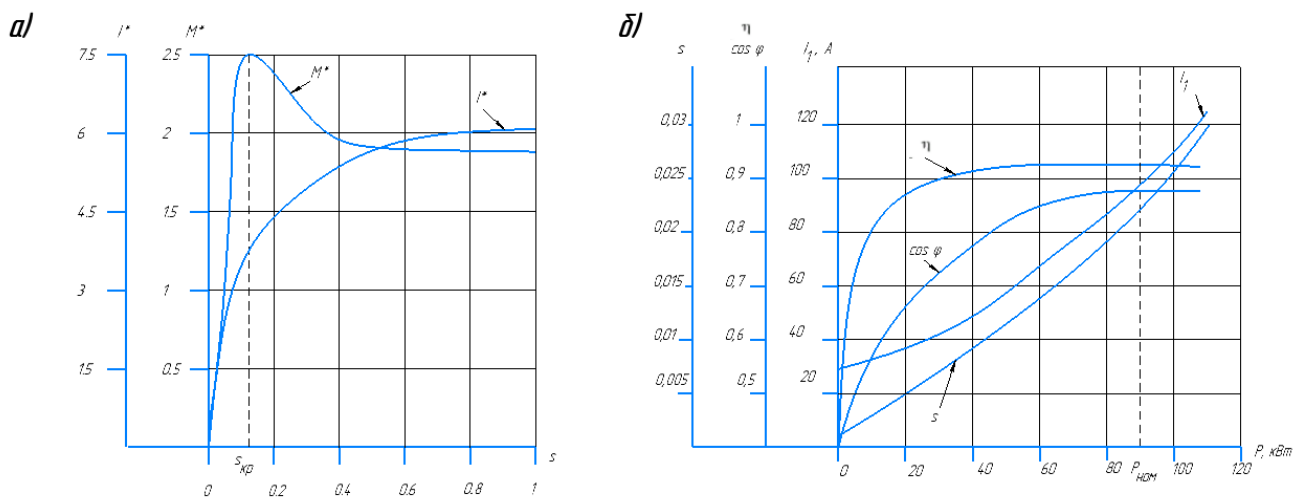 а)
I* M*
7.5 2.5
6 2
4.5 1.5
3 1
1.5 0.5
M*
I*
sкр s
0 0.2 0.4 0.6 0.8 1
б)
η
s cos φ I₁, А
0,03 1 120
0,025 0,9 100
0,02 0,8 80
0,015 0,7 60
0,01 0,6 40
0,005 0,5 20
I₁
η
cos φ
s
0 20 40 60 Pном 100 120
P, кВт